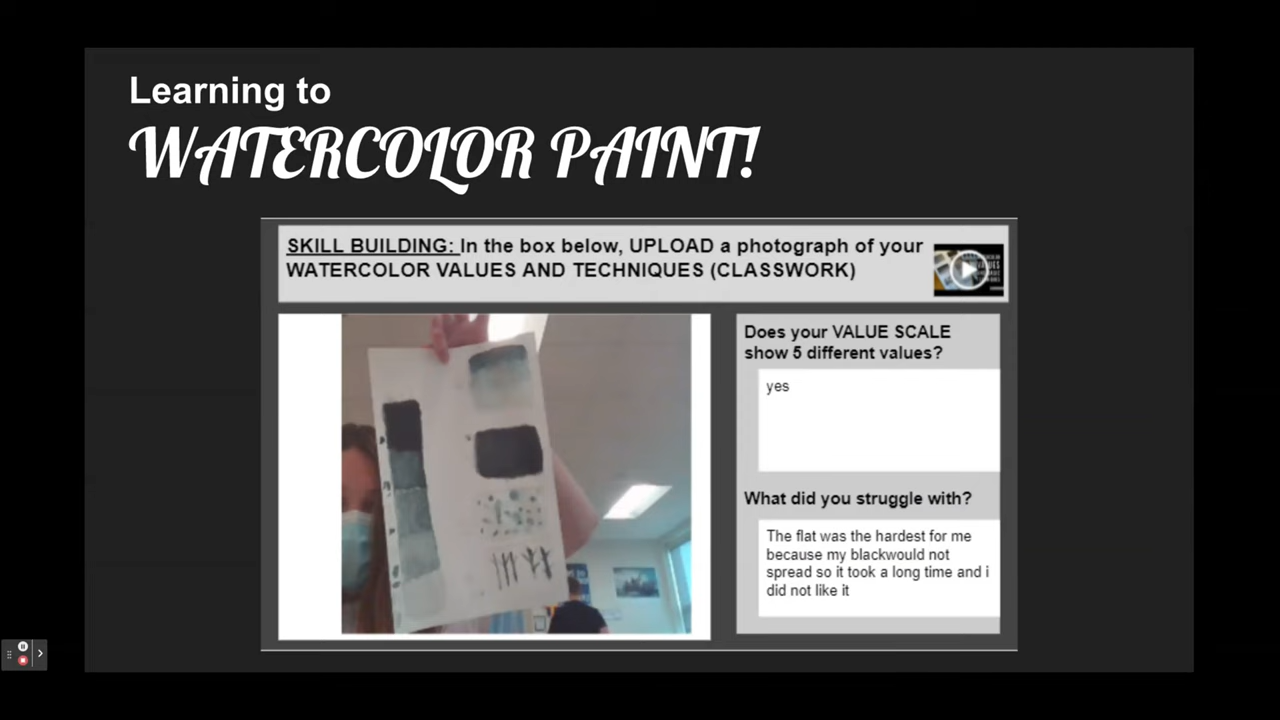 Learning to
WATERCOLOR PAINT!
SKILL BUILDING: In the box below, UPLOAD a photograph of your
WATERCOLOR VALUES AND TECHNIQUES (CLASSWORK)
Does your VALUE SCALE
show 5 different values?
yes
What did you struggle with?
The flat was the hardest for me
because my blackwould not
spread so it took a long time and i
did not like it